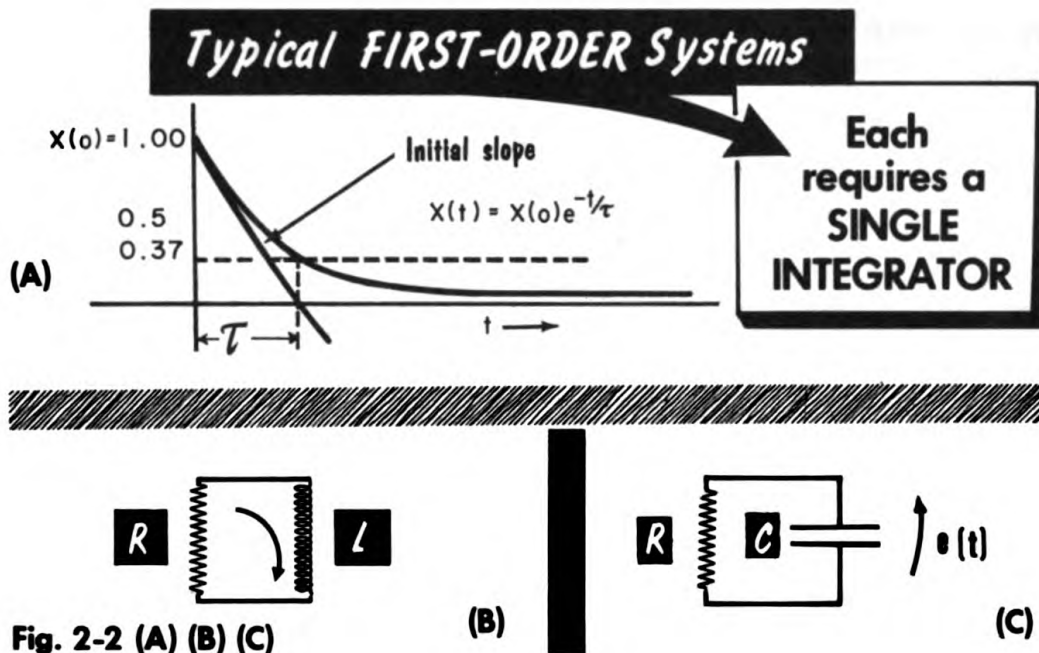 Typical FIRST-ORDER Systems
Each
requires a
SINGLE
INTEGRATOR
X(o)=1.00
Initial slope
X(t) = X(o)e^-t/τ
0.5
0.37
(A)
t
τ
R
L
(B)
R
C
e(t)
(C)
Fig. 2-2 (A) (B) (C)